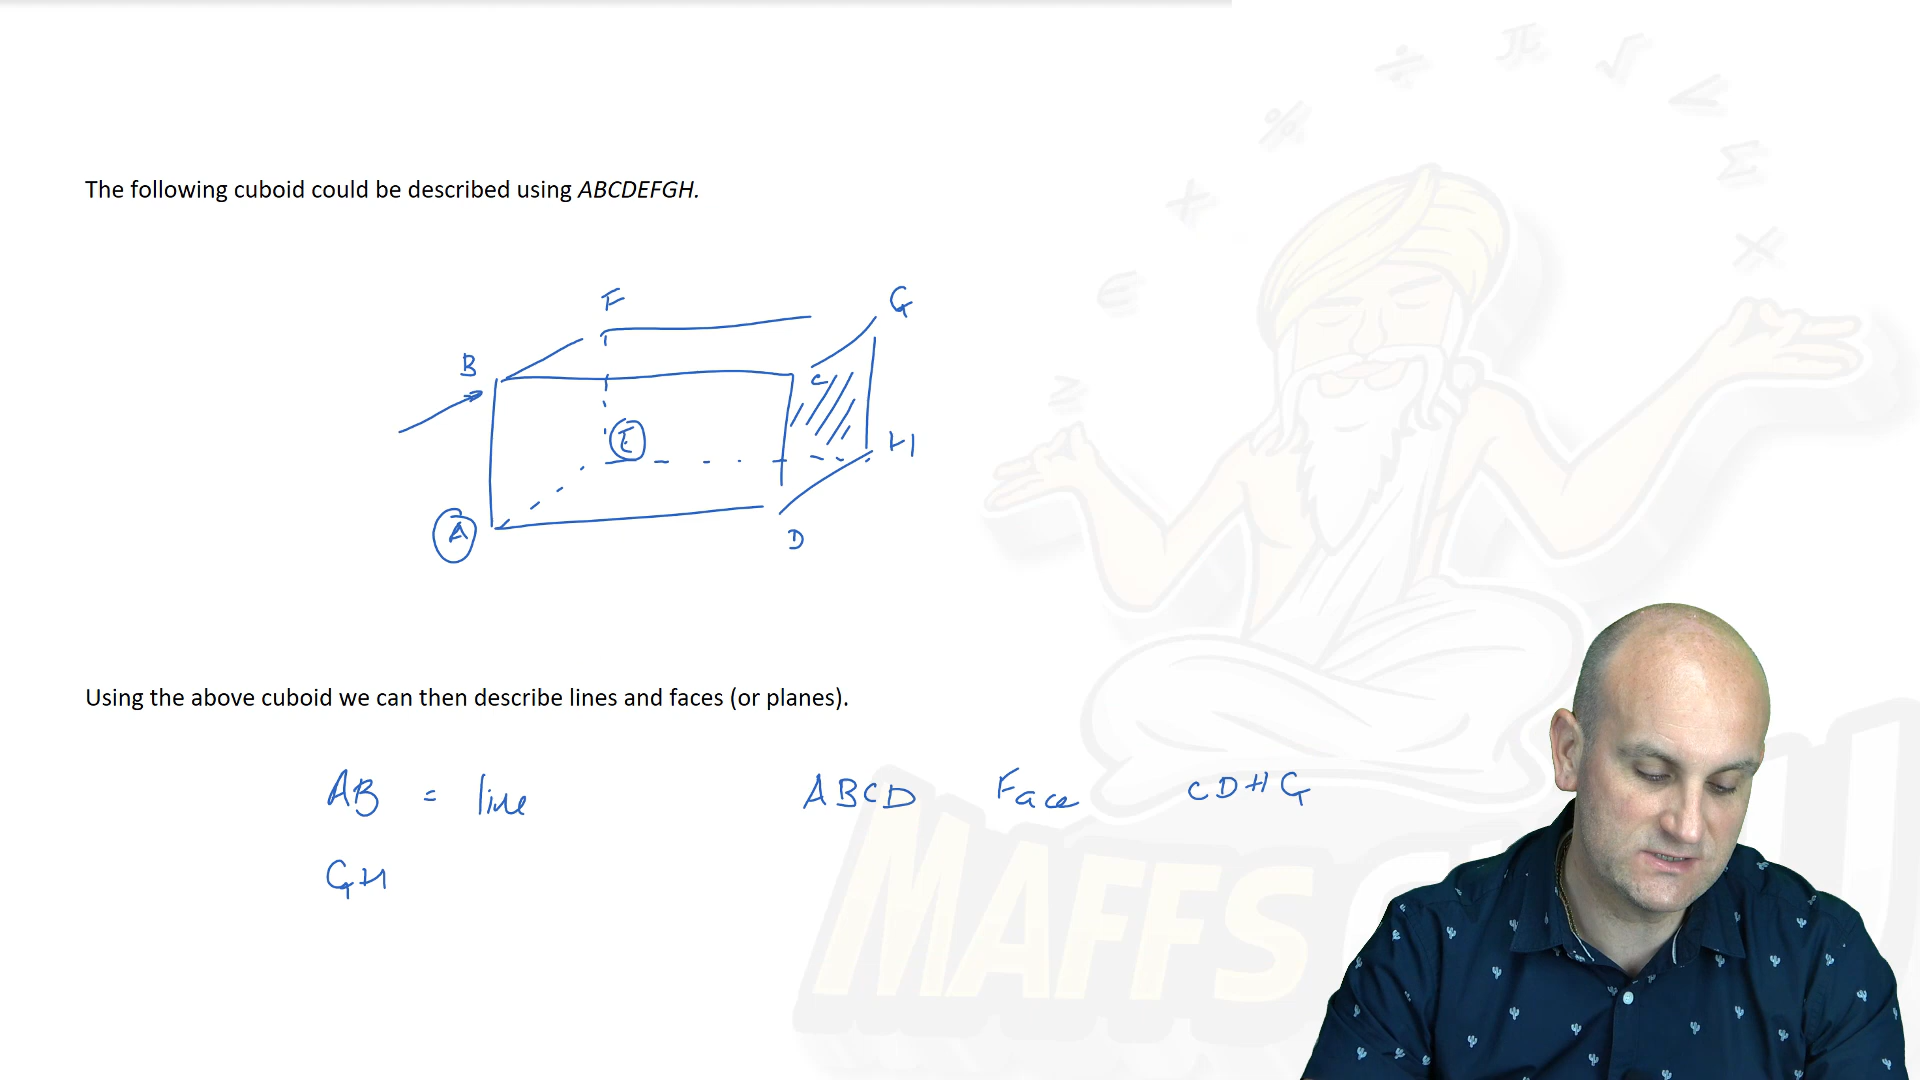 The following cuboid could be described using ABCDEFGH.
F
G
B
C
E
H
A
D
Using the above cuboid we can then describe lines and faces (or planes).
AB = line
ABCD Face CDHG
GH
MAFFS